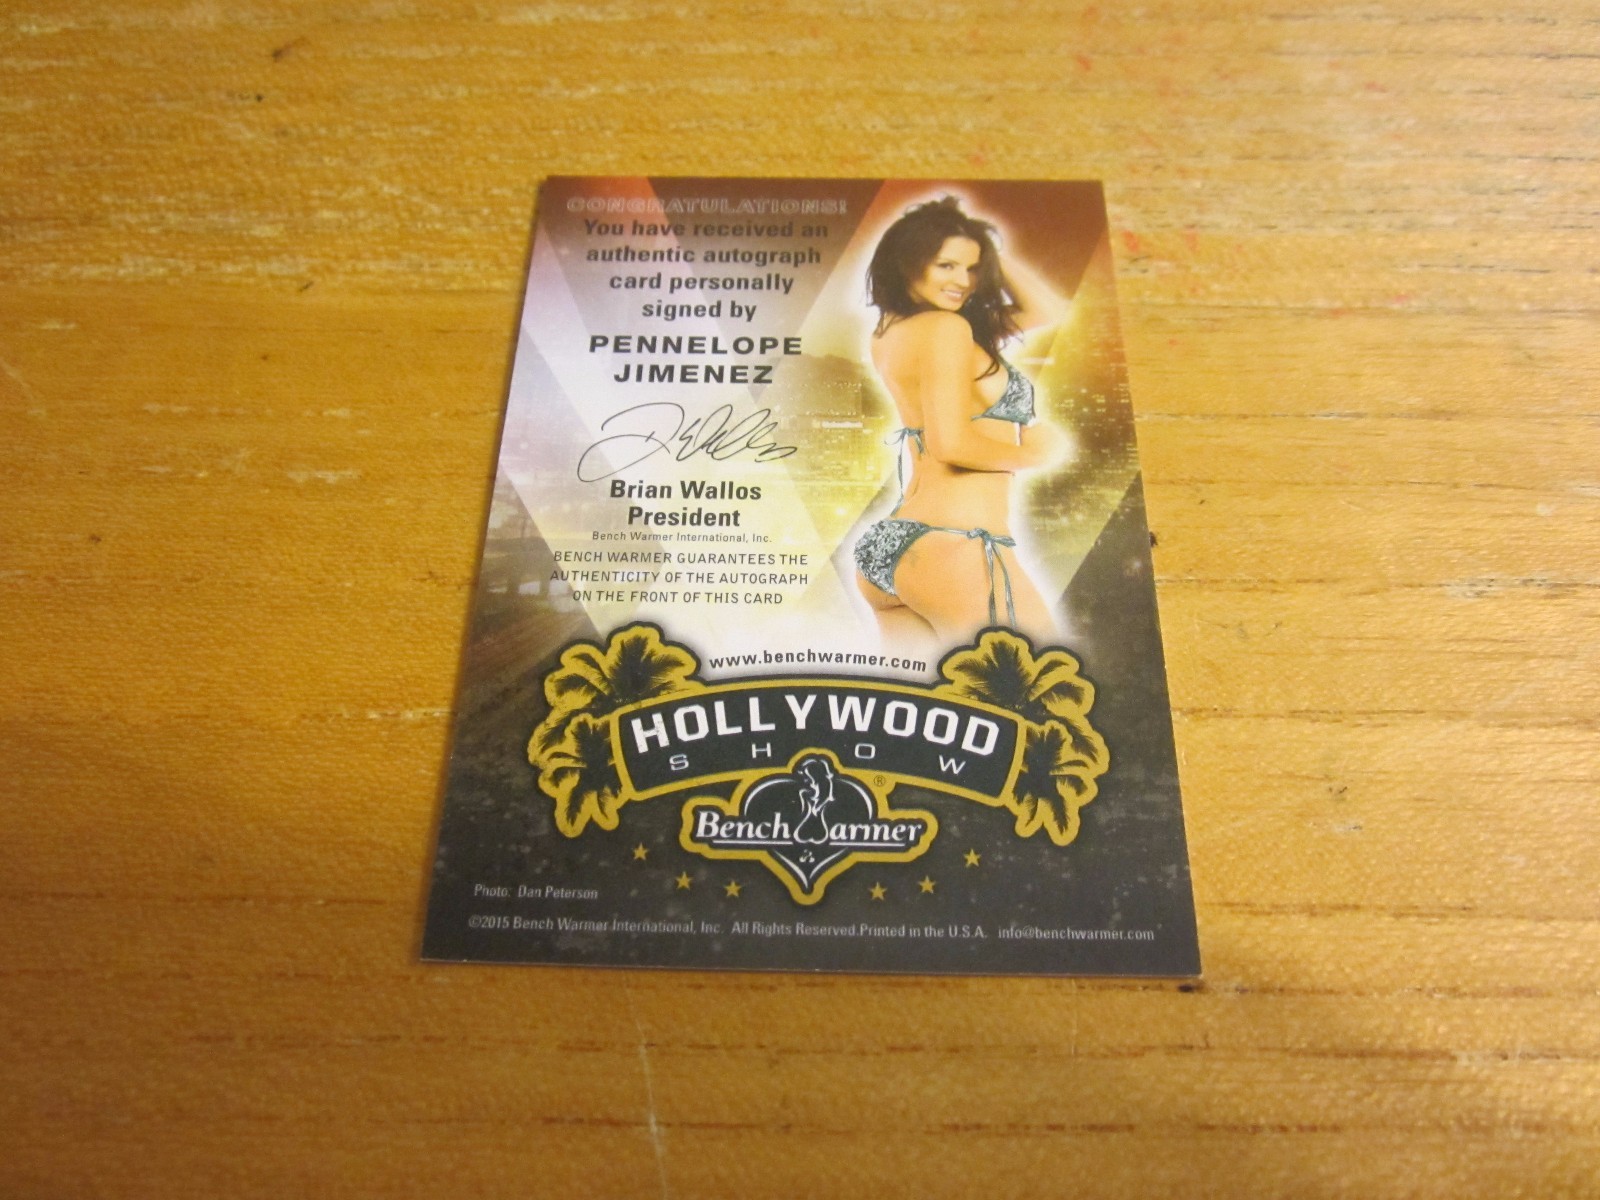 CONGRATULATIONS!
You have received an
authentic autograph
card personally
signed by
PENNELOPE
JIMENEZ
Brian Wallos
President
Bench Warmer International, Inc.
BENCH WARMER GUARANTEES THE
AUTHENTICITY OF THE AUTOGRAPH
ON THE FRONT OF THIS CARD
www.benchwarmer.com
HOLLYWOOD
SHOW
®
BenchWarmer
Photo: Dan Peterson
©2015 Bench Warmer International, Inc. All Rights Reserved.Printed in the U.S.A. info@benchwarmer.com